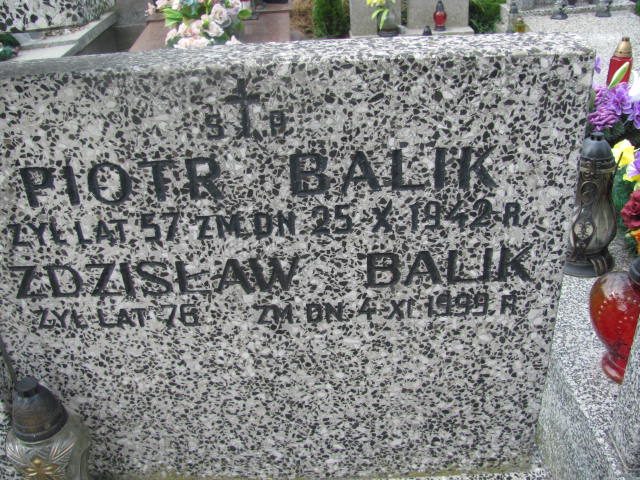 Ś P
PIOTR BALIK
ŻYŁ LAT 57 ZM. DN 25 X. 1942 R.
ZDZISŁAW BALIK
ŻYŁ LAT 76 ZM. DN. 4-XI 1999 R